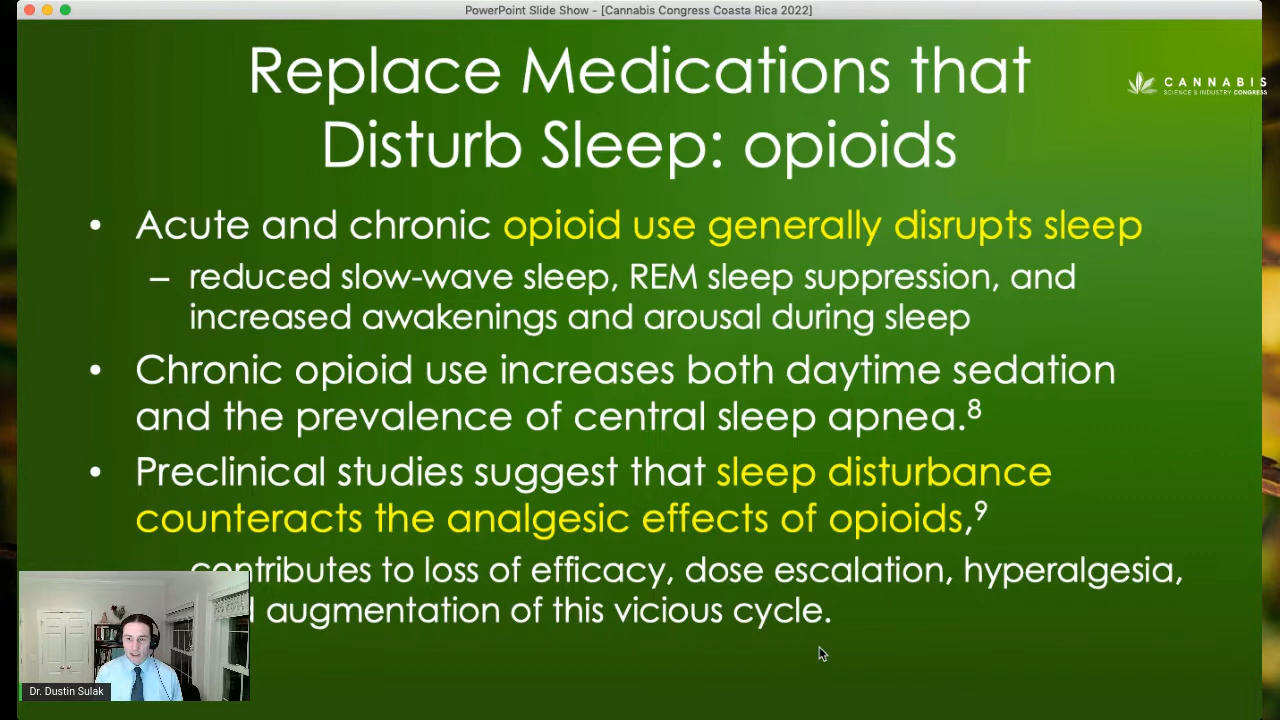 PowerPoint Slide Show - [Cannabis Congress Coasta Rica 2022]
Replace Medications that
Disturb Sleep: opioids
CANNABIS
SCIENCE & INDUSTRY CONGRESS
• Acute and chronic opioid use generally disrupts sleep
– reduced slow-wave sleep, REM sleep suppression, and
increased awakenings and arousal during sleep
• Chronic opioid use increases both daytime sedation
and the prevalence of central sleep apnea.8
• Preclinical studies suggest that sleep disturbance
counteracts the analgesic effects of opioids,9
contributes to loss of efficacy, dose escalation, hyperalgesia,
augmentation of this vicious cycle.
Dr. Dustin Sulak